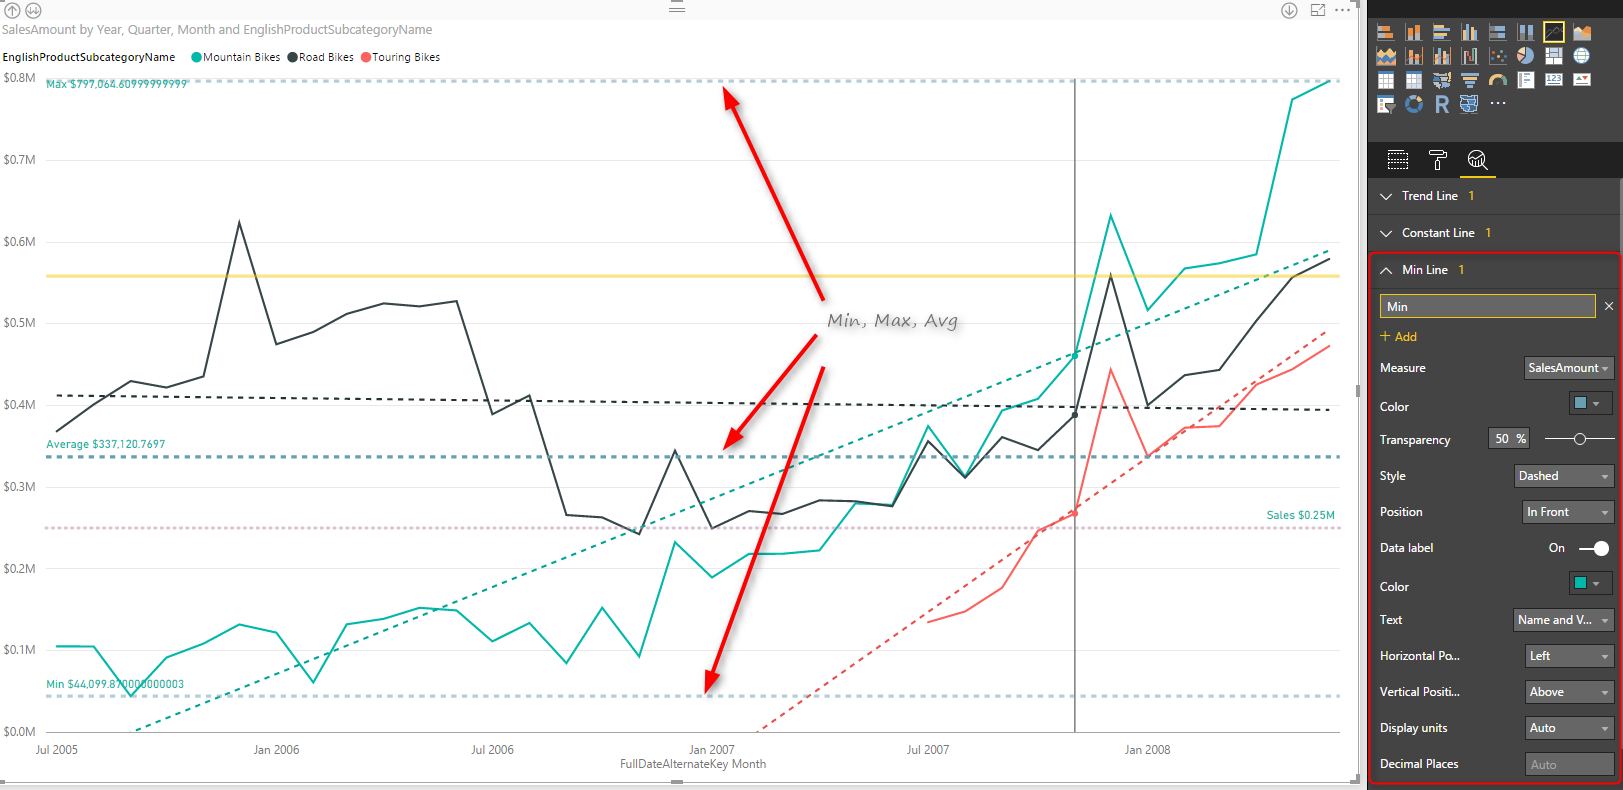 SalesAmount by Year, Quarter, Month and EnglishProductSubcategoryName
EnglishProductSubcategoryName Mountain Bikes Road Bikes Touring Bikes
$0.8M
Max $797,064.60999999999
$0.7M
$0.6M
$0.5M
Min, Max, Avg
$0.4M
Average $337,120.7697
$0.3M
Sales $0.25M
$0.2M
$0.1M
Min $44,099.870000000003
$0.0M
Jul 2005 Jan 2006 Jul 2006 Jan 2007 Jul 2007 Jan 2008
FullDateAlternateKey Month
R
123
Trend Line 1
Constant Line 1
Min Line 1
Min
+ Add
Measure SalesAmount
Color
Transparency 50 %
Style Dashed
Position In Front
Data label On
Color
Text Name and V...
Horizontal Po... Left
Vertical Positi... Above
Display units Auto
Decimal Places Auto